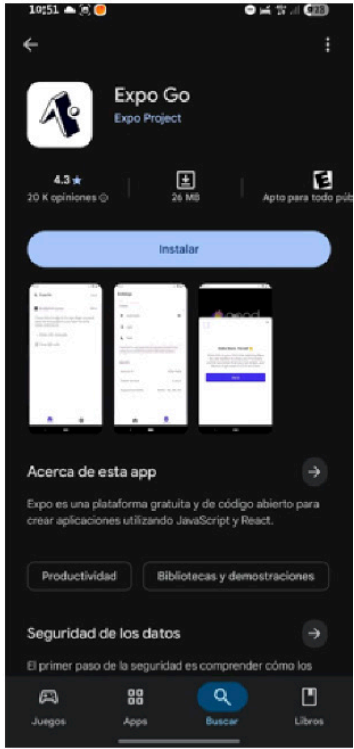 10:51
Expo Go
Expo Project
4.3★
20 K opiniones
26 MB
Apto para todo púb
Instalar
Acerca de esta app
Expo es una plataforma gratuita y de código abierto para
crear aplicaciones utilizando JavaScript y React.
Productividad
Bibliotecas y demostraciones
Seguridad de los datos
El primer paso de la seguridad es comprender cómo los
Juegos
Apps
Buscar
Libros